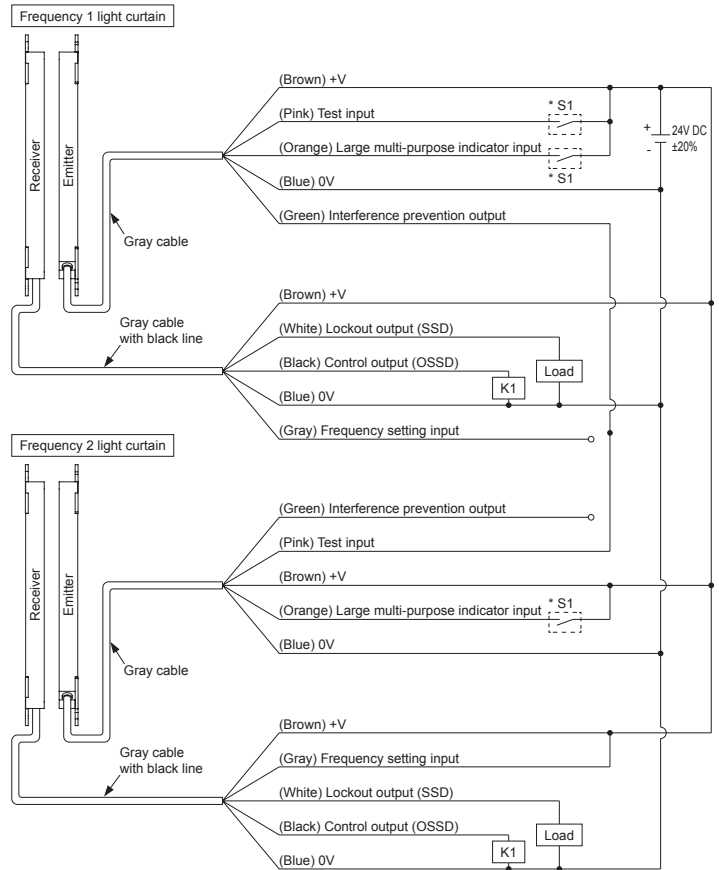 Frequency 1 light curtain
Receiver
Emitter
Gray cable
Gray cable
with black line
(Brown) +V
(Pink) Test input
* S1
(Orange) Large multi-purpose indicator input
* S1
(Blue) 0V
(Green) Interference prevention output
+
-
24V DC
±20%
(Brown) +V
(White) Lockout output (SSD)
(Black) Control output (OSSD)
K1
Load
(Blue) 0V
(Gray) Frequency setting input
Frequency 2 light curtain
Receiver
Emitter
Gray cable
Gray cable
with black line
(Green) Interference prevention output
(Pink) Test input
(Brown) +V
(Orange) Large multi-purpose indicator input
* S1
(Blue) 0V
(Brown) +V
(Gray) Frequency setting input
(White) Lockout output (SSD)
(Black) Control output (OSSD)
K1
Load
(Blue) 0V